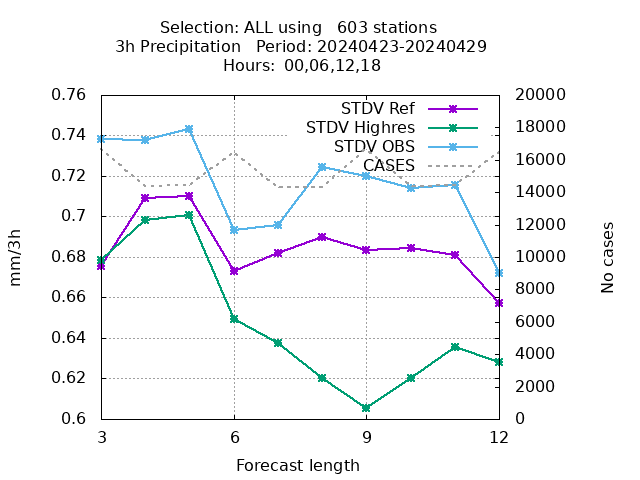 Selection: ALL using   603 stations
3h Precipitation   Period: 20240423-20240429
Hours:  00,06,12,18
STDV Ref
STDV Highres
STDV OBS
CASES
0.76
0.74
0.72
0.7
0.68
0.66
0.64
0.62
0.6
mm/3h
20000
18000
16000
14000
12000
10000
8000
6000
4000
2000
0
No cases
3 6 9 12
Forecast length